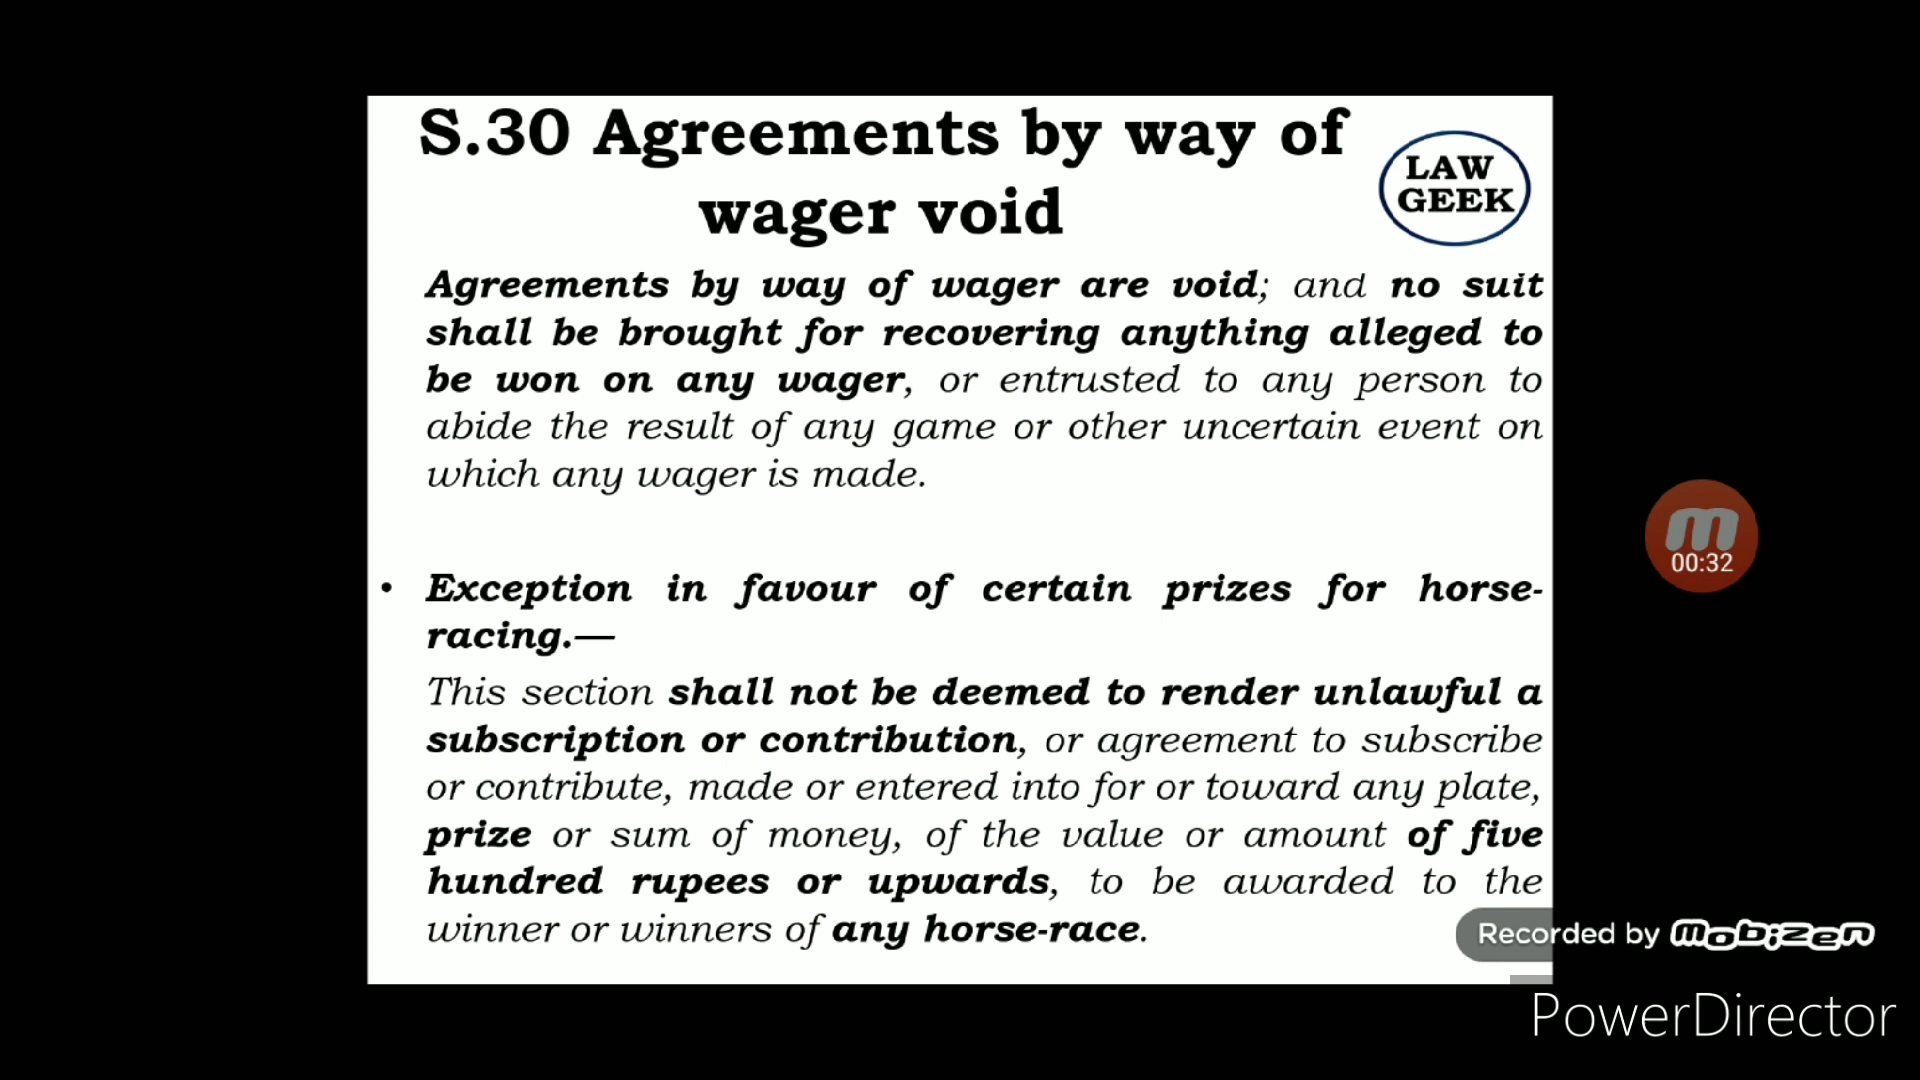 S.30 Agreements by way of
wager void
LAW
GEEK
Agreements by way of wager are void; and no suit
shall be brought for recovering anything alleged to
be won on any wager, or entrusted to any person to
abide the result of any game or other uncertain event on
which any wager is made.
• Exception in favour of certain prizes for horse-
racing.—
This section shall not be deemed to render unlawful a
subscription or contribution, or agreement to subscribe
or contribute, made or entered into for or toward any plate,
prize or sum of money, of the value or amount of five
hundred rupees or upwards, to be awarded to the
winner or winners of any horse-race.
m
00:32
Recorded by mobizen
PowerDirector